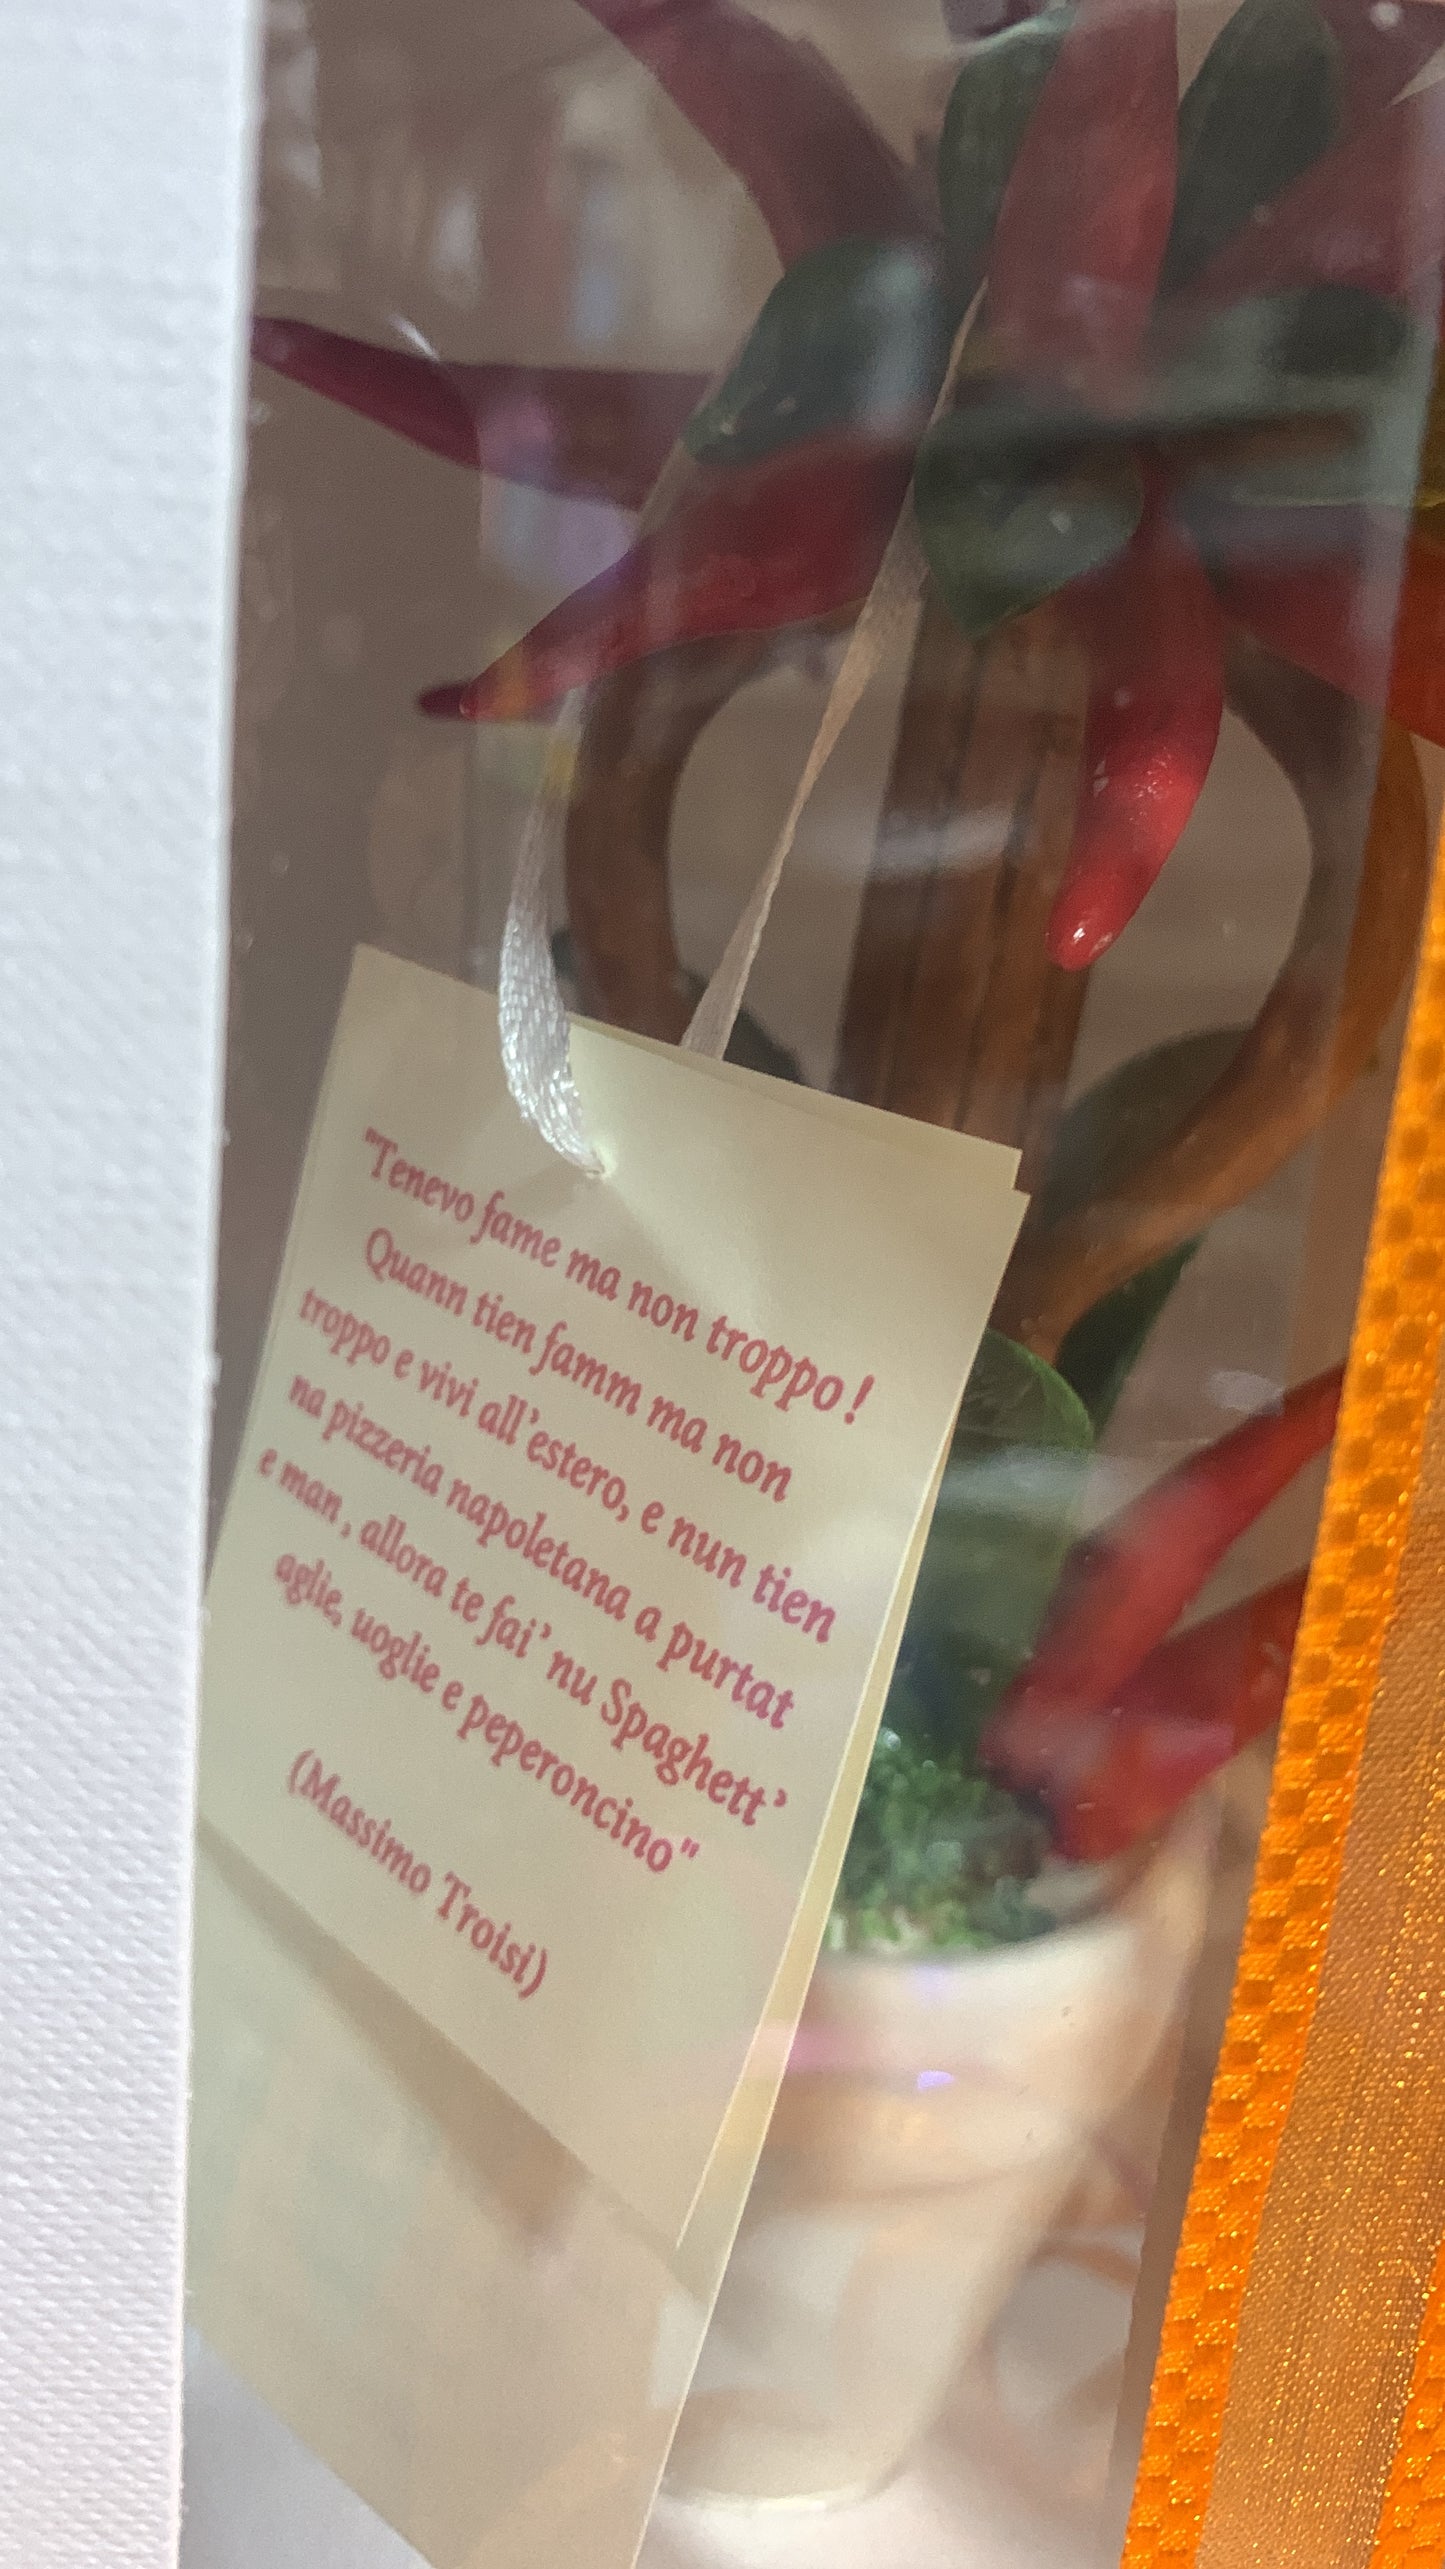 "Tenevo fame ma non troppo!
Quann tien famm ma non
troppo e vivi all'estero, e nun tien
na pizzeria napoletana a purtat
e man, allora te fai' nu Spaghett'
aglie, uoglie e peperoncino"
(Massimo Troisi)